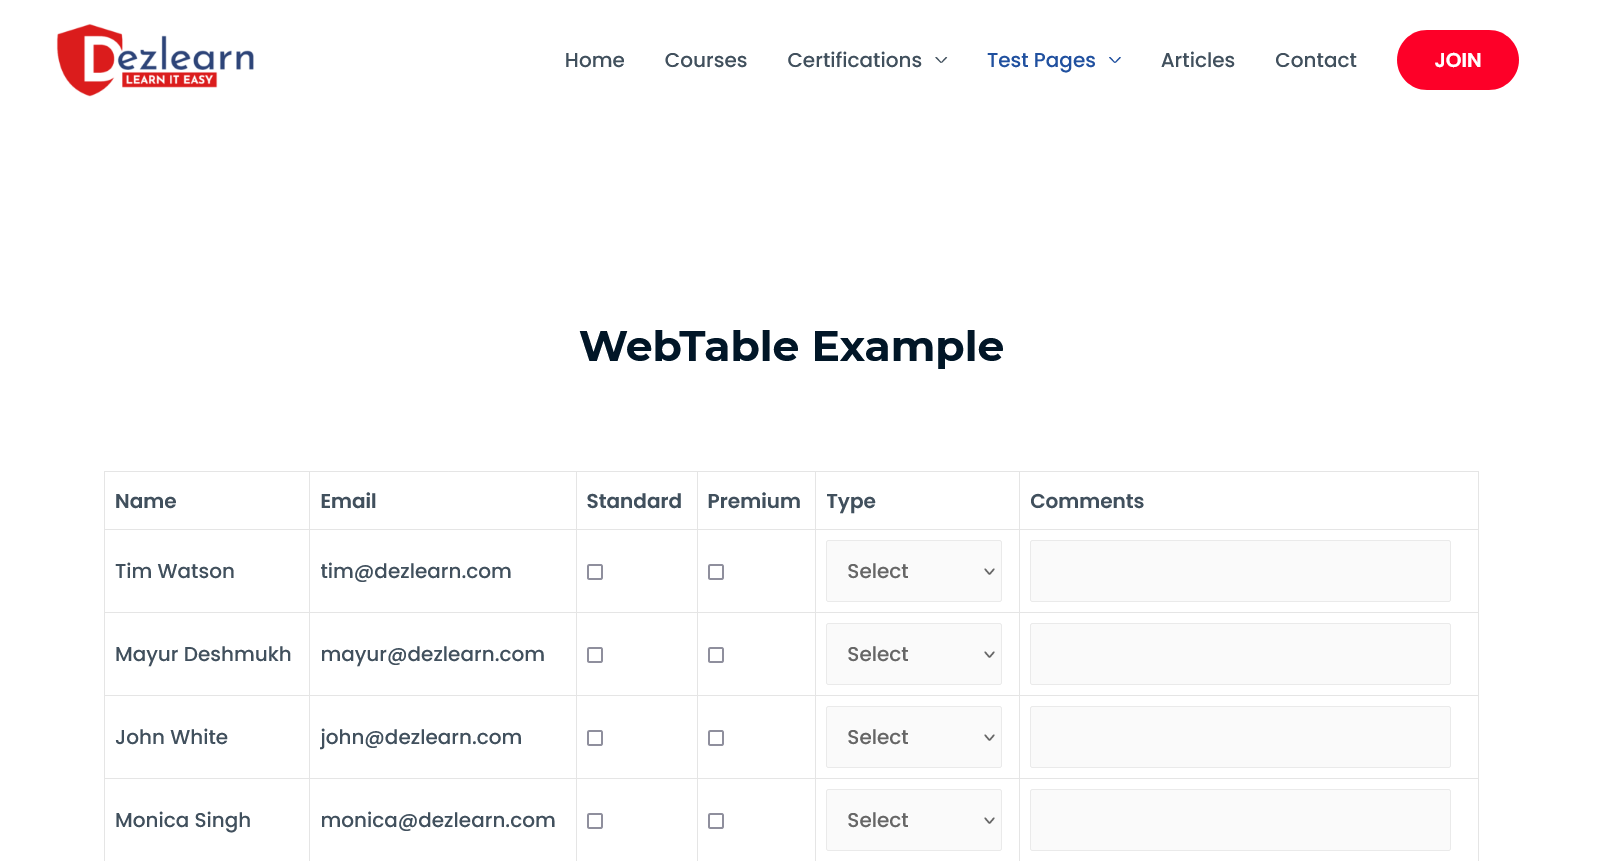 Dezlearn
LEARN IT EASY
Home Courses Certifications Test Pages Articles Contact JOIN
WebTable Example
Name Email Standard Premium Type Comments
Tim Watson tim@dezlearn.com Select
Mayur Deshmukh mayur@dezlearn.com Select
John White john@dezlearn.com Select
Monica Singh monica@dezlearn.com Select